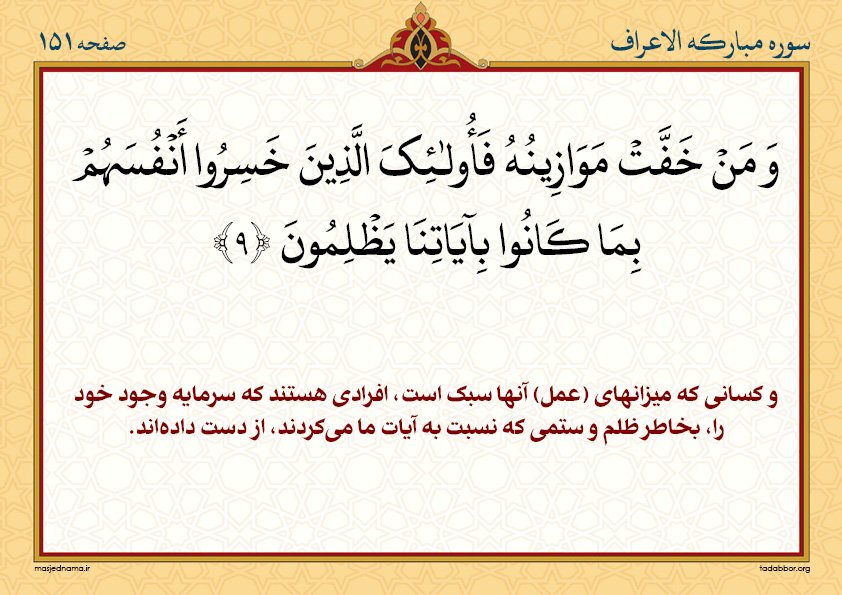 سوره مبارکه الاعراف
صفحه ۱۵۱
وَ مَنْ خَفَّتْ مَوَازِينُهُ فَأُولـٰئِکَ الَّذِينَ خَسِرُوا أَنْفُسَهُمْ
بِمَا کَانُوا بِآيَاتِنَا يَظْلِمُونَ ﴿۹﴾
و کسانی که میزانهای (عمل) آنها سبک است، افرادی هستند که سرمایه وجود خود
را، بخاطر ظلم و ستمی که نسبت به آیات ما می‌کردند، از دست داده‌اند.
masjednama.ir
tadabbor.org